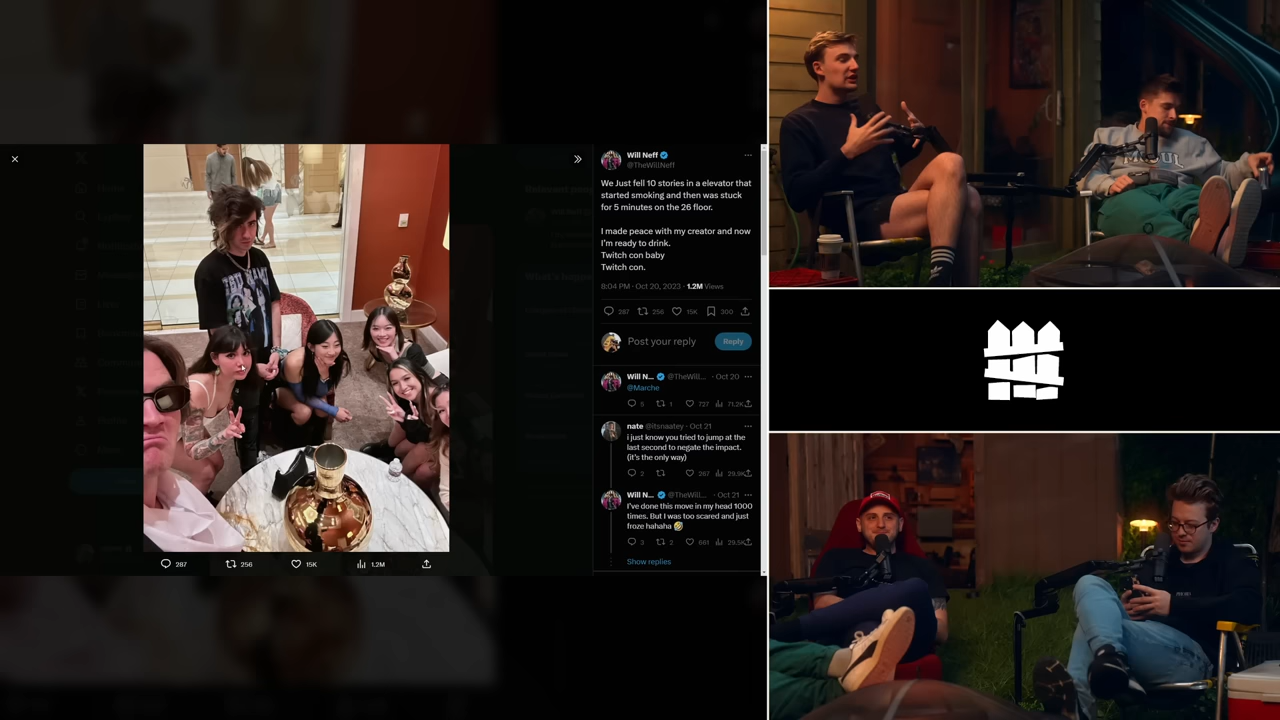 Will Neff
@TheWillNeff
We Just fell 10 stories in a elevator that
started smoking and then was stuck
for 5 minutes on the 26 floor.
I made peace with my creator and now
I'm ready to drink.
Twitch con baby
Twitch con.
8:04 PM · Oct 20, 2023 · 1.2M Views
287 256 15K 300
Post your reply
Reply
Will N... @TheWill... · Oct 20
@Marche
5 1 727 71.2K
nate @itsnaatey · Oct 21
i just know you tried to jump at the
last second to negate the impact.
(it's the only way)
2 267 29.9K
Will N... @TheWill... · Oct 21
I've done this move in my head 1000
times. But I was too scared and just
froze hahaha 🤣
3 2 661 29.5K
Show replies
287 256 15K 1.2M